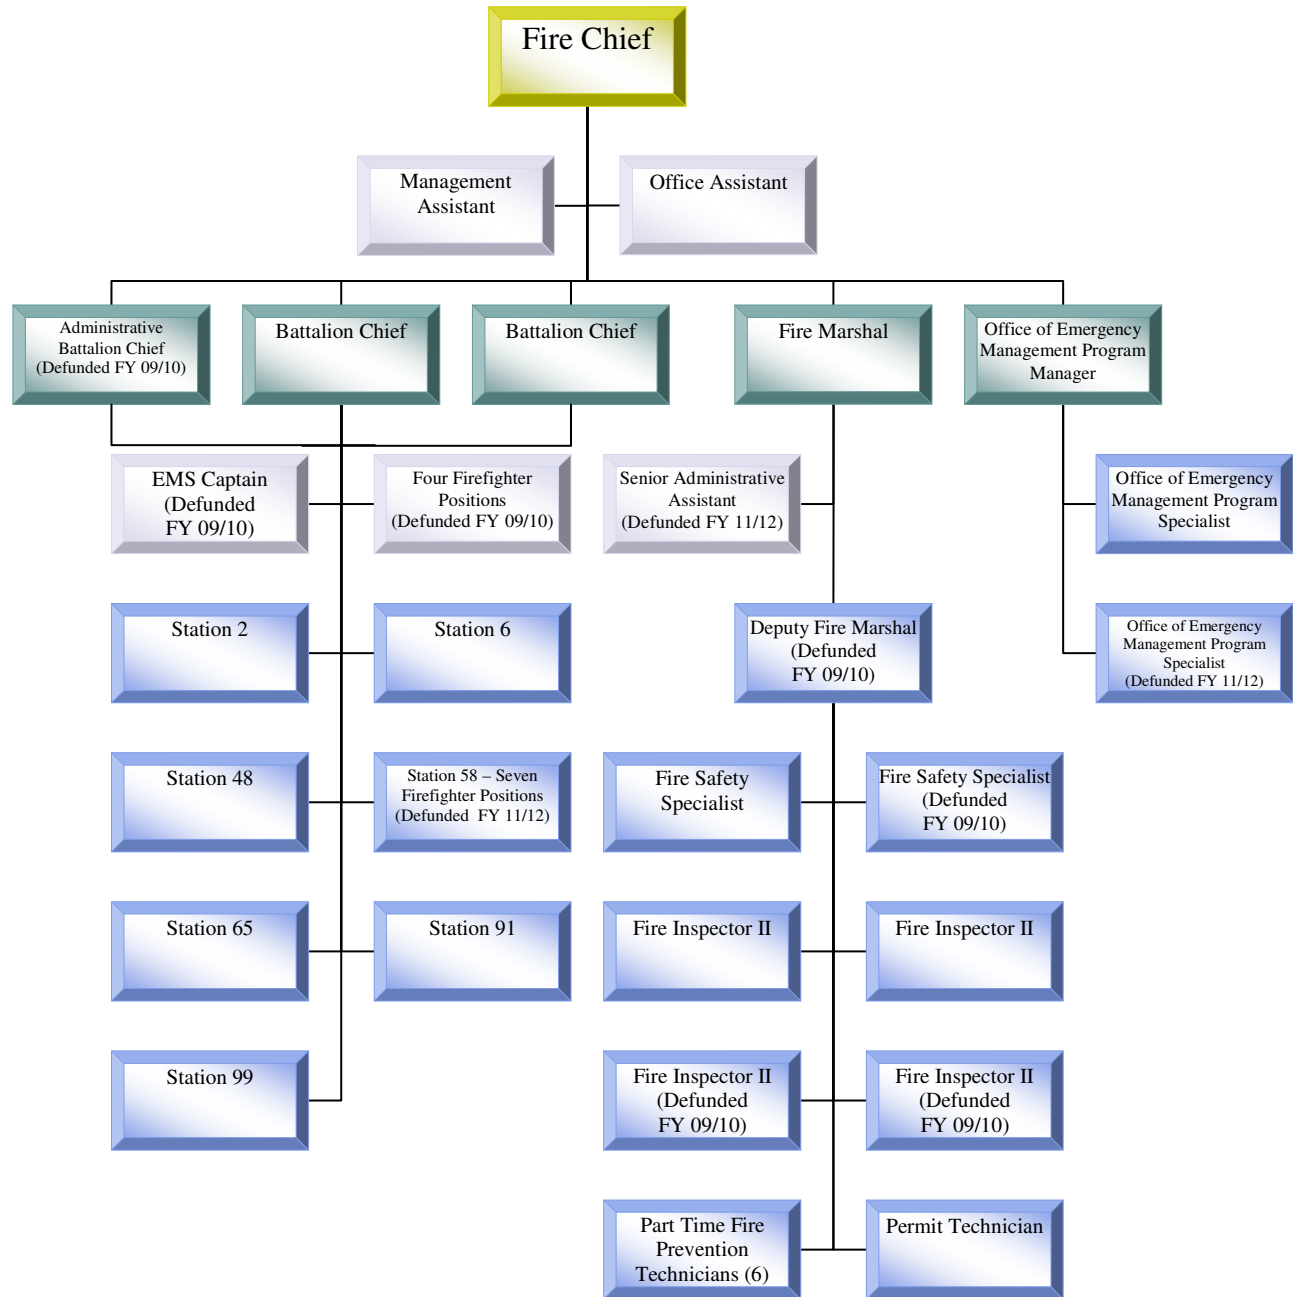 Fire Chief
Management
Assistant
Office Assistant
Administrative
Battalion Chief
(Defunded FY 09/10)
Battalion Chief
Battalion Chief
Fire Marshal
Office of Emergency
Management Program
Manager
EMS Captain
(Defunded
FY 09/10)
Four Firefighter
Positions
(Defunded FY 09/10)
Senior Administrative
Assistant
(Defunded FY 11/12)
Office of Emergency
Management Program
Specialist
Station 2
Station 6
Deputy Fire Marshal
(Defunded
FY 09/10)
Office of Emergency
Management Program
Specialist
(Defunded FY 11/12)
Station 48
Station 58 – Seven
Firefighter Positions
(Defunded  FY 11/12)
Fire Safety
Specialist
Fire Safety Specialist
(Defunded
FY 09/10)
Station 65
Station 91
Fire Inspector II
Fire Inspector II
Station 99
Fire Inspector II
(Defunded
FY 09/10)
Fire Inspector II
(Defunded
FY 09/10)
Part Time Fire
Prevention
Technicians (6)
Permit Technician